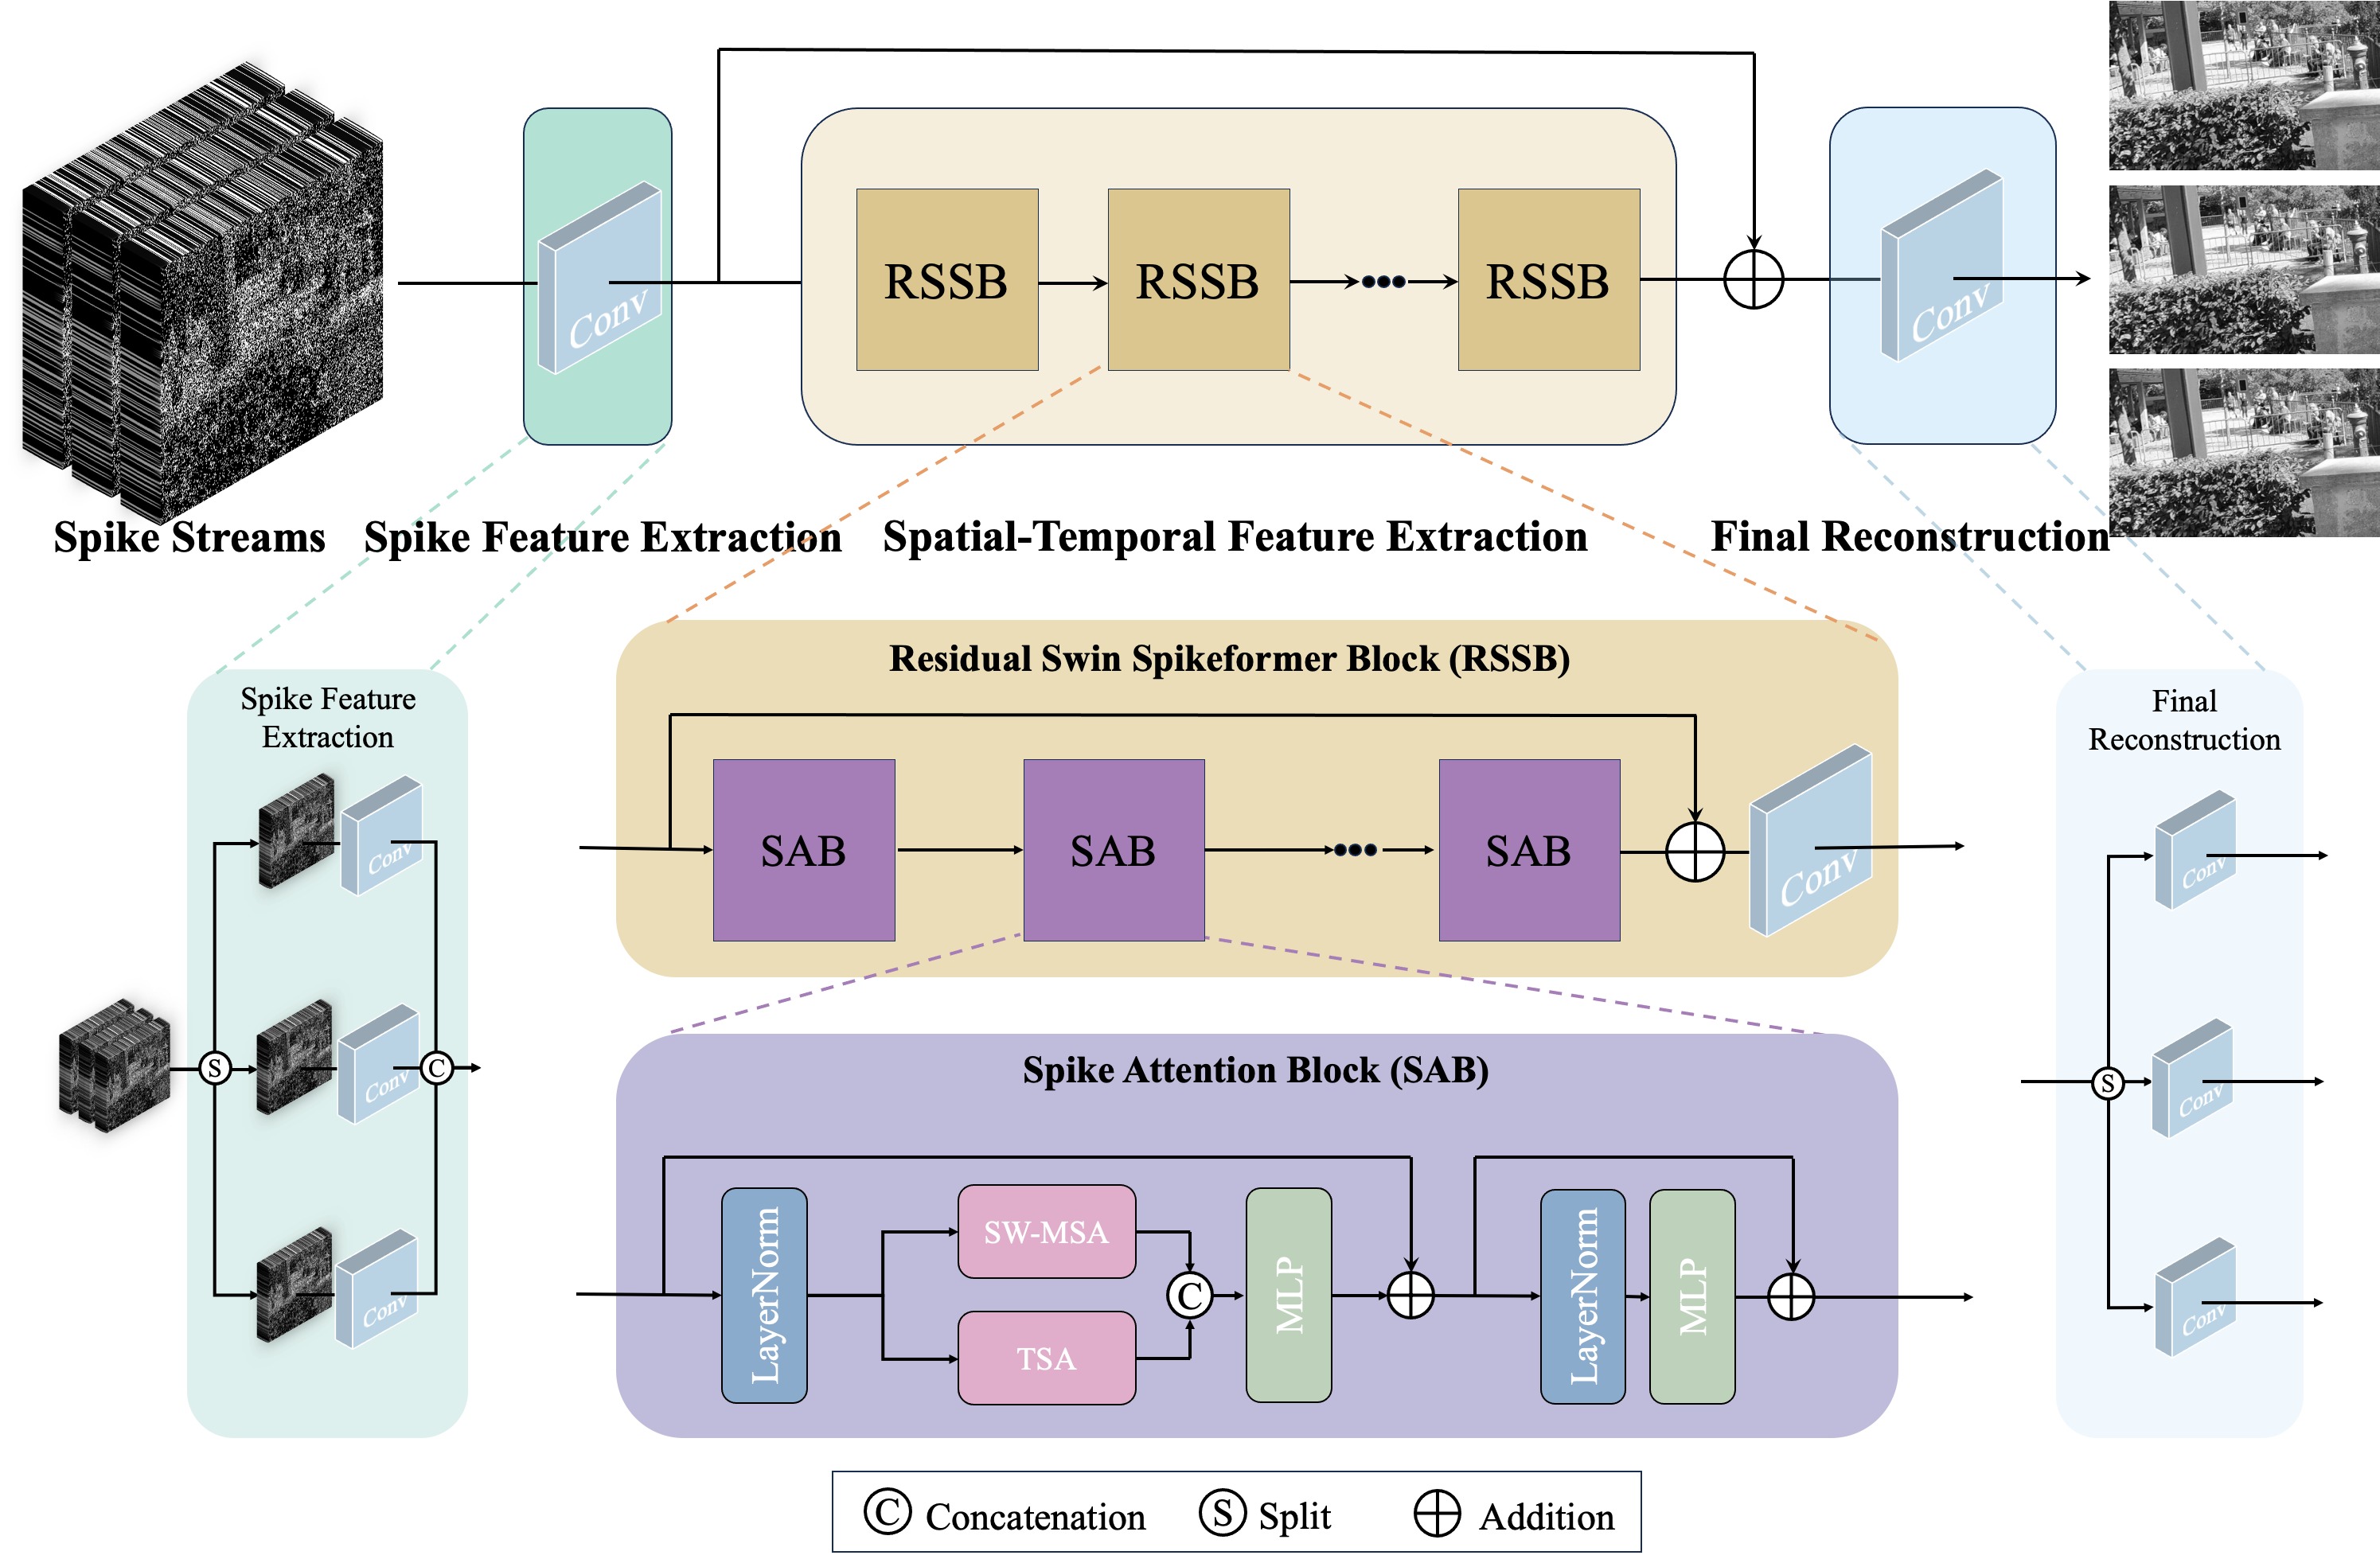 Conv
RSSB
RSSB
RSSB
Conv
Spike Streams
Spike Feature Extraction
Spatial-Temporal Feature Extraction
Final Reconstruction
Residual Swin Spikeformer Block (RSSB)
SAB
SAB
SAB
Conv
Spike Feature
Extraction
Conv
S
Conv
C
Conv
Spike Attention Block (SAB)
LayerNorm
SW-MSA
TSA
C
MLP
LayerNorm
MLP
Final
Reconstruction
Conv
S
Conv
Conv
C Concatenation
S Split
Addition